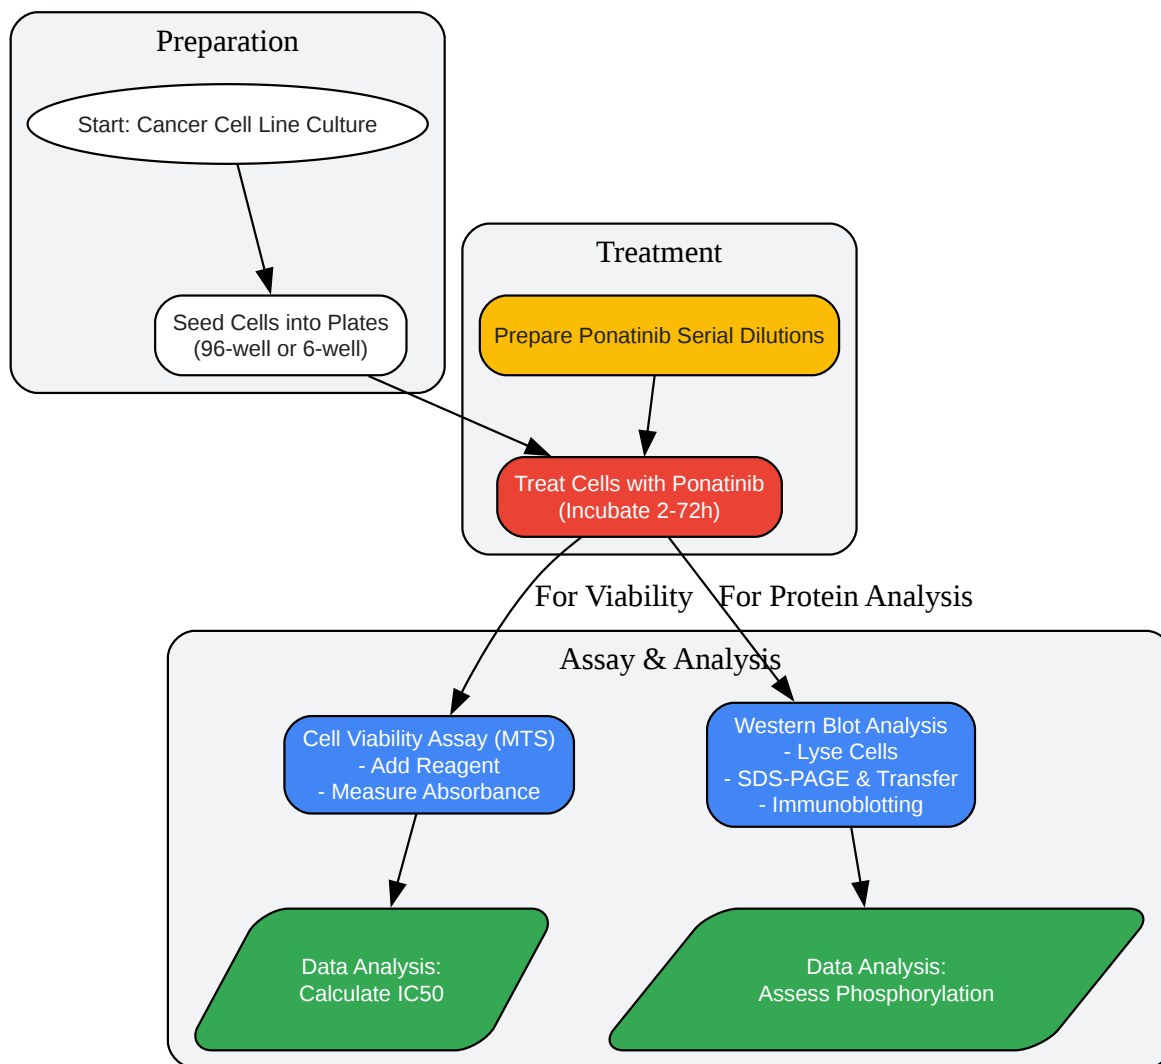 Preparation
Start: Cancer Cell Line Culture
Seed Cells into Plates
(96-well or 6-well)
Treatment
Prepare Ponatinib Serial Dilutions
Treat Cells with Ponatinib
(Incubate 2-72h)
For Viability
For Protein Analysis
Assay & Analysis
Cell Viability Assay (MTS)
- Add Reagent
- Measure Absorbance
Western Blot Analysis
- Lyse Cells
- SDS-PAGE & Transfer
- Immunoblotting
Data Analysis:
Calculate IC50
Data Analysis:
Assess Phosphorylation